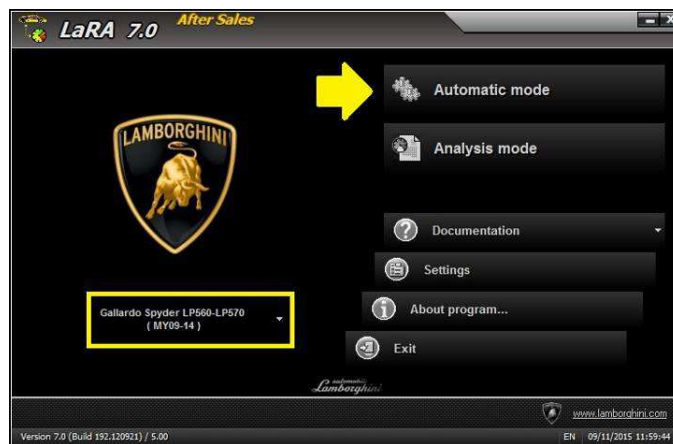 LaRA 7.0 After Sales
LAMBORGHINI
Automatic mode
Analysis mode
Documentation
Settings
About program...
Exit
Gallardo Spyder LP560-LP570
( MY09-14 )
automobili
Lamborghini
www.lamborghini.com
Version 7.0 (Build 192.120921) / 5.00
EN 09/11/2015 11:59:44